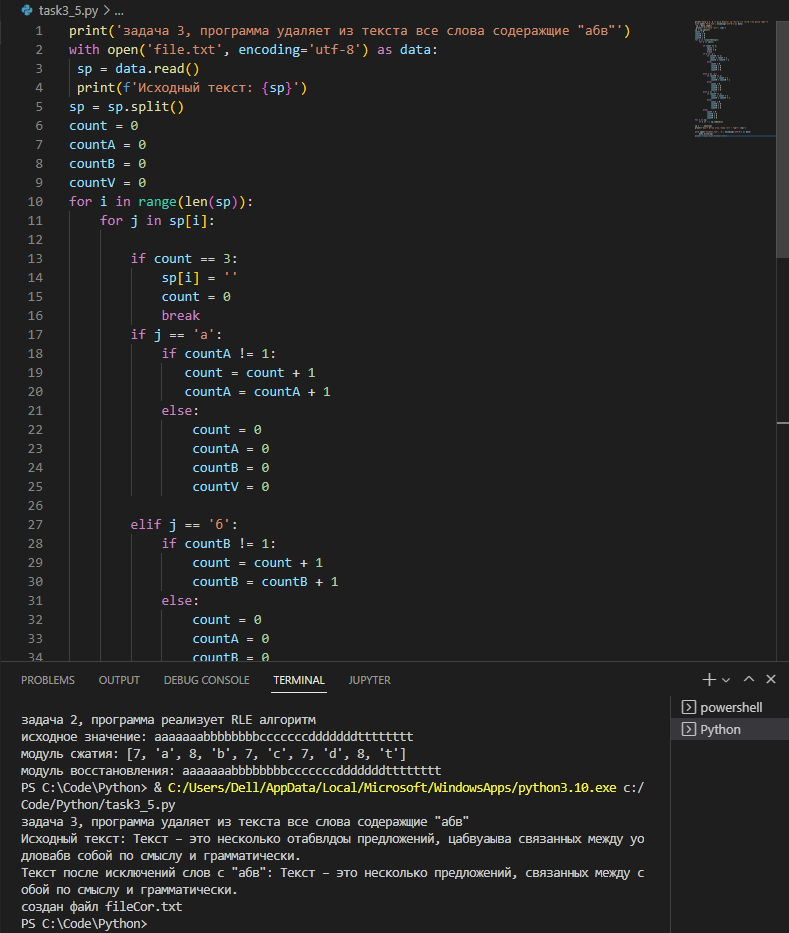 task3_5.py > ...
1 print('задача 3, программа удаляет из текста все слова содеражщие "абв"')
2 with open('file.txt', encoding='utf-8') as data:
3 sp = data.read()
4 print(f'Исходный текст: {sp}')
5 sp = sp.split()
6 count = 0
7 countA = 0
8 countB = 0
9 countV = 0
10 for i in range(len(sp)):
11 for j in sp[i]:
12
13 if count == 3:
14 sp[i] = ''
15 count = 0
16 break
17 if j == 'а':
18 if countA != 1:
19 count = count + 1
20 countA = countA + 1
21 else:
22 count = 0
23 countA = 0
24 countB = 0
25 countV = 0
26
27 elif j == 'б':
28 if countB != 1:
29 count = count + 1
30 countB = countB + 1
31 else:
32 count = 0
33 countA = 0
34 countB = 0
PROBLEMS OUTPUT DEBUG CONSOLE TERMINAL JUPYTER
powershell
Python
задача 2, программа реализует RLE алгоритм
исходное значение: aaaaaaabbbbbbbbcccccccdddddddtttttttt
модуль сжатия: [7, 'a', 8, 'b', 7, 'c', 7, 'd', 8, 't']
модуль восстановления: aaaaaaabbbbbbbbcccccccdddddddtttttttt
PS C:\Code\Python> & C:/Users/Dell/AppData/Local/Microsoft/WindowsApps/python3.10.exe c:/
Code/Python/task3_5.py
задача 3, программа удаляет из текста все слова содеражщие "абв"
Исходный текст: Текст – это несколько отабвлдоы предложений, цабвуаыва связанных между уо
дловабв собой по смыслу и грамматически.
Текст после исключений слов с "абв": Текст – это несколько предложений, связанных между с
обой по смыслу и грамматически.
создан файл fileCor.txt
PS C:\Code\Python>